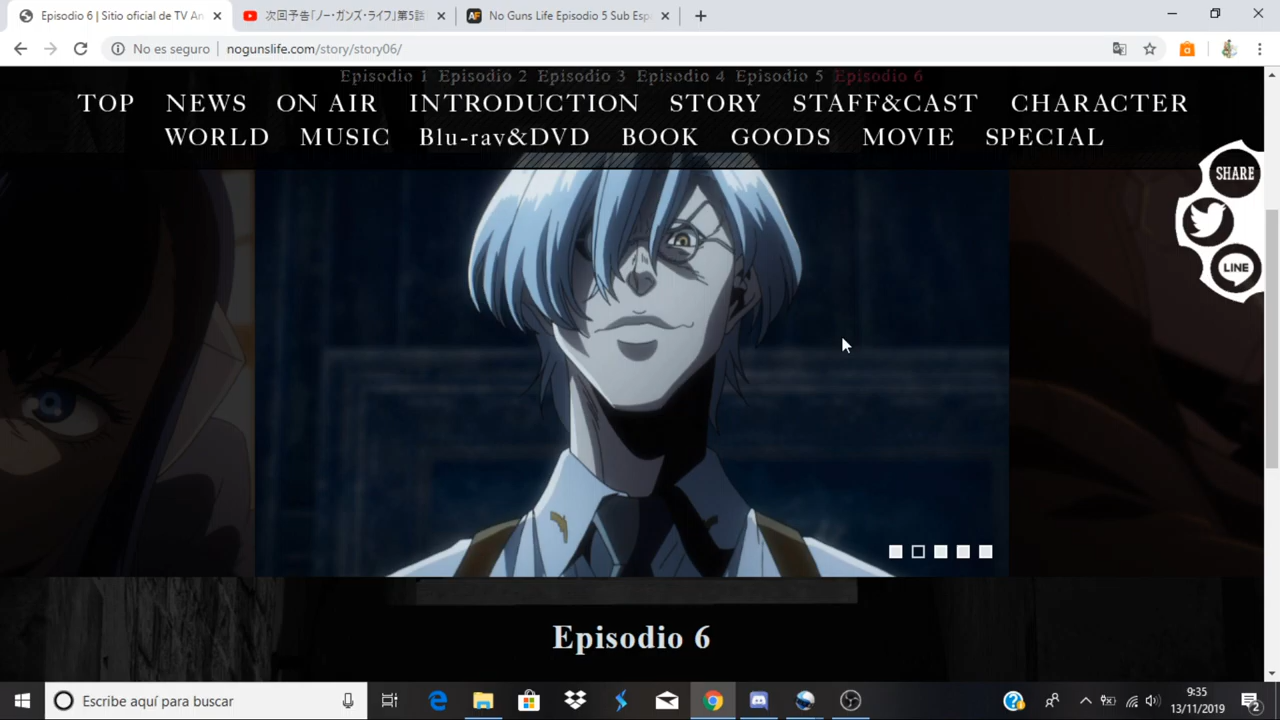 Episodio 6 | Sitio oficial de TV An
次回予告「ノー・ガンズ・ライフ」第5話
No Guns Life Episodio 5 Sub Esp
No es seguro
nogunslife.com/story/story06/
Episodio 1 Episodio 2 Episodio 3 Episodio 4 Episodio 5 Episodio 6
TOP NEWS ON AIR INTRODUCTION STORY STAFF&CAST CHARACTER
WORLD MUSIC Blu-ray&DVD BOOK GOODS MOVIE SPECIAL
SHARE
LINE
Episodio 6
Escribe aquí para buscar
9:35
13/11/2019
2